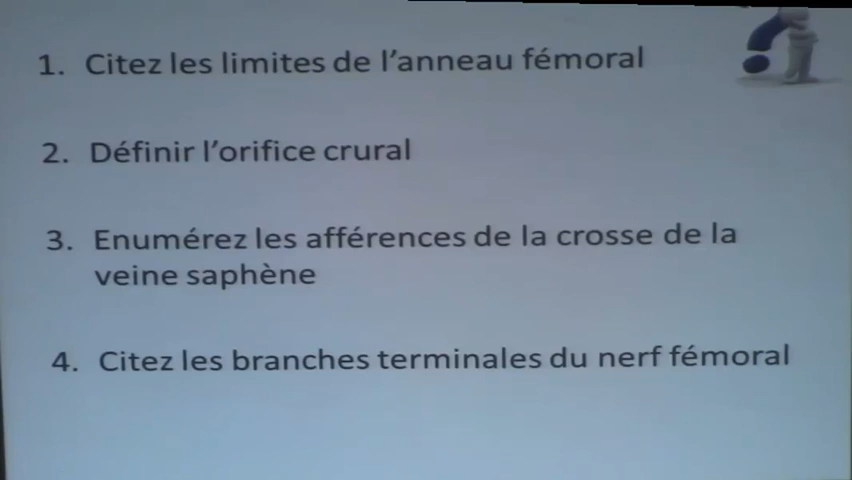 1. Citez les limites de l'anneau fémoral
2. Définir l'orifice crural
3. Enumérez les afférences de la crosse de la
veine saphène
4. Citez les branches terminales du nerf fémoral